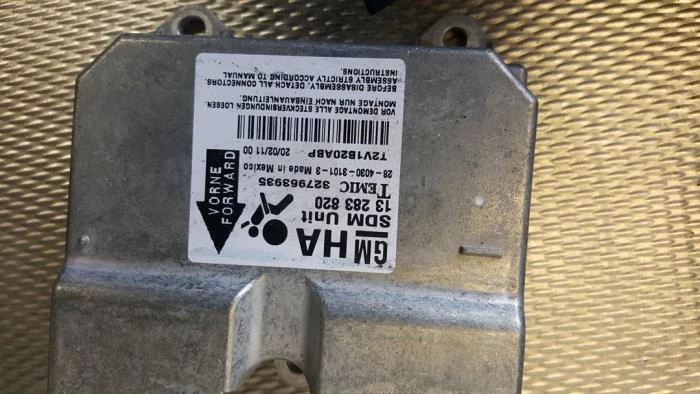 GM HA
SDM Unit
13 283 820
TEMIC 327963935
28-4030-3101-3 Made in Mexico
20/02/11 00
T2V1B20ABP
VORNE
FORWARD
VOR DEMONTAGE ALLE STECKVERBINDUNGEN LOESEN.
MONTAGE NUR NACH EINBAUANLEITUNG.
BEFORE DISASSEMBLY, DETACH ALL CONNECTORS.
ASSEMBLY STRICTLY ACCORDING TO MANUAL
INSTRUCTIONS.